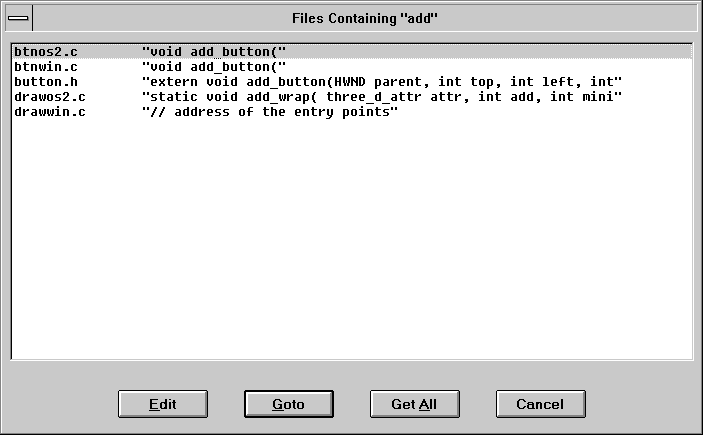 Files Containing "add"
btnos2.c "void add_button("
btnwin.c "void add_button("
button.h "extern void add_button(HWND parent, int top, int left, int"
drawos2.c "static void add_wrap( three_d_attr attr, int add, int mini"
drawwin.c "// address of the entry points"
Edit Goto Get All Cancel